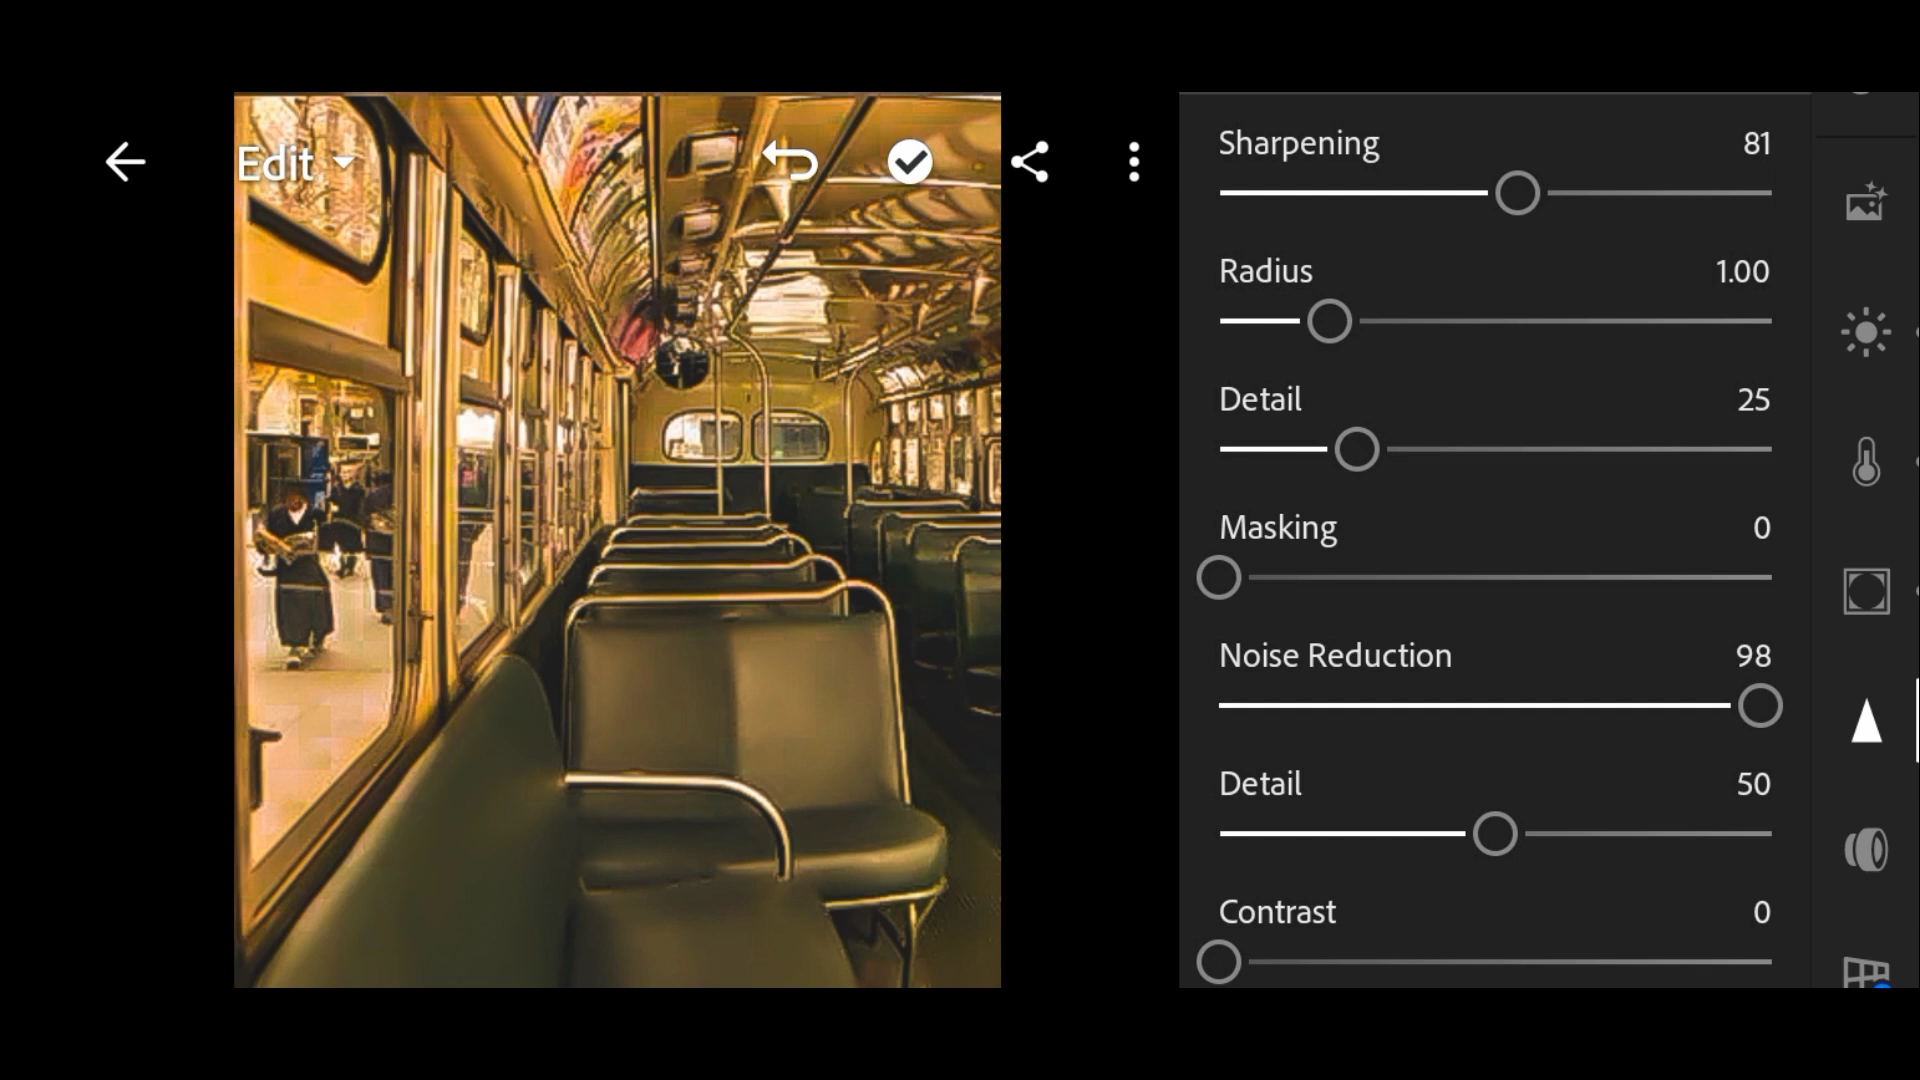 Edit
Sharpening 81
Radius 1.00
Detail 25
Masking 0
Noise Reduction 98
Detail 50
Contrast 0